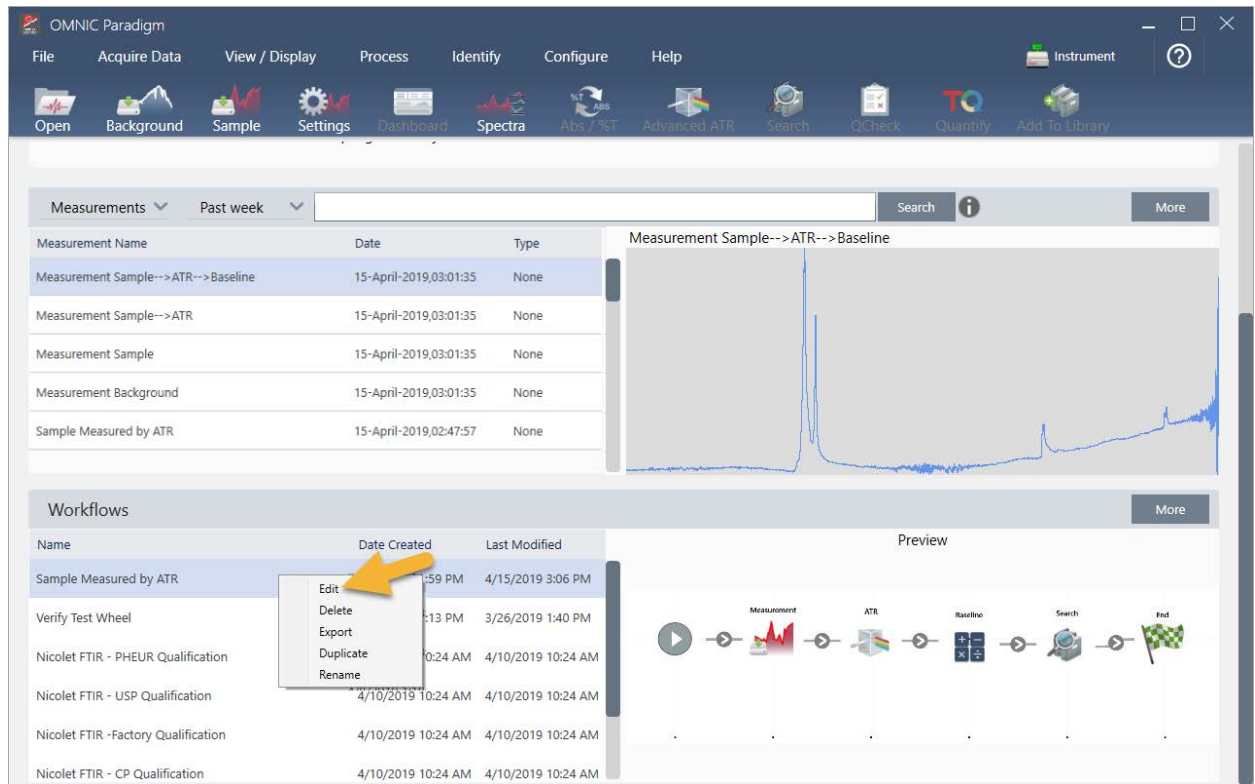 OMNIC Paradigm
File Acquire Data View / Display Process Identify Configure Help Instrument
Open Background Sample Settings Dashboard Spectra Abs / %T Advanced ATR Search QCheck Quantify Add To Library
%T ABS
TQ
Measurements Past week Search More
Measurement Name Date Type
Measurement Sample-->ATR-->Baseline 15-April-2019,03:01:35 None
Measurement Sample-->ATR 15-April-2019,03:01:35 None
Measurement Sample 15-April-2019,03:01:35 None
Measurement Background 15-April-2019,03:01:35 None
Sample Measured by ATR 15-April-2019,02:47:57 None
Measurement Sample-->ATR-->Baseline
Workflows More
Name Date Created Last Modified
Sample Measured by ATR :59 PM 4/15/2019 3:06 PM
Verify Test Wheel :13 PM 3/26/2019 1:40 PM
Nicolet FTIR - PHEUR Qualification 0:24 AM 4/10/2019 10:24 AM
Nicolet FTIR - USP Qualification 4/10/2019 10:24 AM 4/10/2019 10:24 AM
Nicolet FTIR -Factory Qualification 4/10/2019 10:24 AM 4/10/2019 10:24 AM
Nicolet FTIR - CP Qualification 4/10/2019 10:24 AM 4/10/2019 10:24 AM
Edit
Delete
Export
Duplicate
Rename
Preview
Measurement ATR Baseline Search End